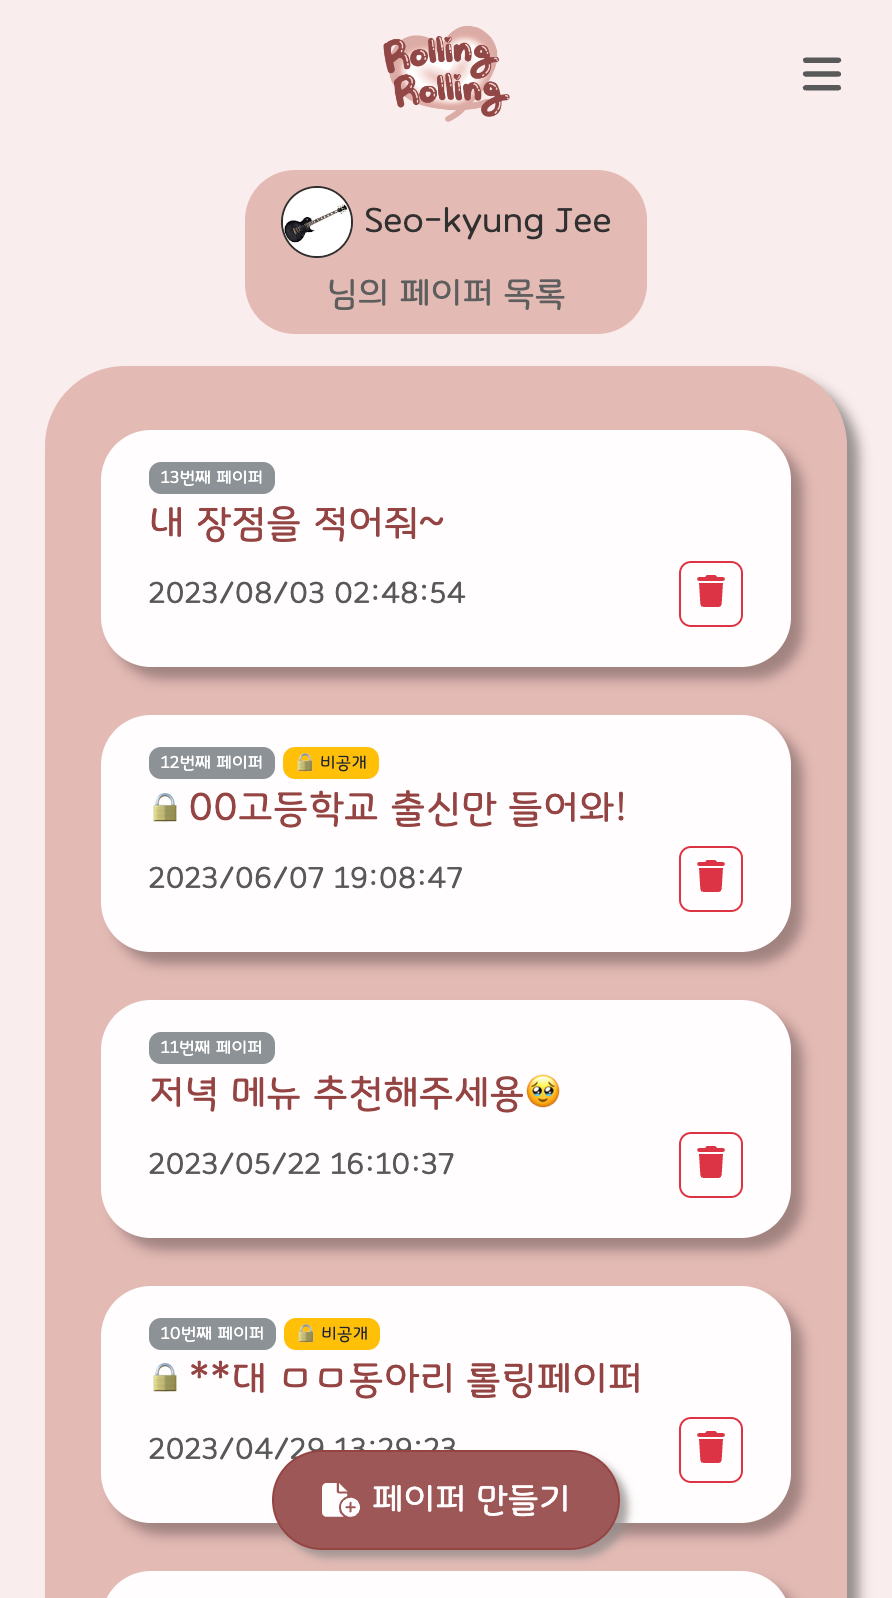 Rolling
Rolling
Seo-kyung Jee
님의 페이퍼 목록
13번째 페이퍼
내 장점을 적어줘~
2023/08/03 02:48:54
12번째 페이퍼 🔒 비공개
🔒 00고등학교 출신만 들어와!
2023/06/07 19:08:47
11번째 페이퍼
저녁 메뉴 추천해주세용🥹
2023/05/22 16:10:37
10번째 페이퍼 🔒 비공개
🔒 **대 ㅁㅁ동아리 롤링페이퍼
2023/04/29 13:29:23
페이퍼 만들기